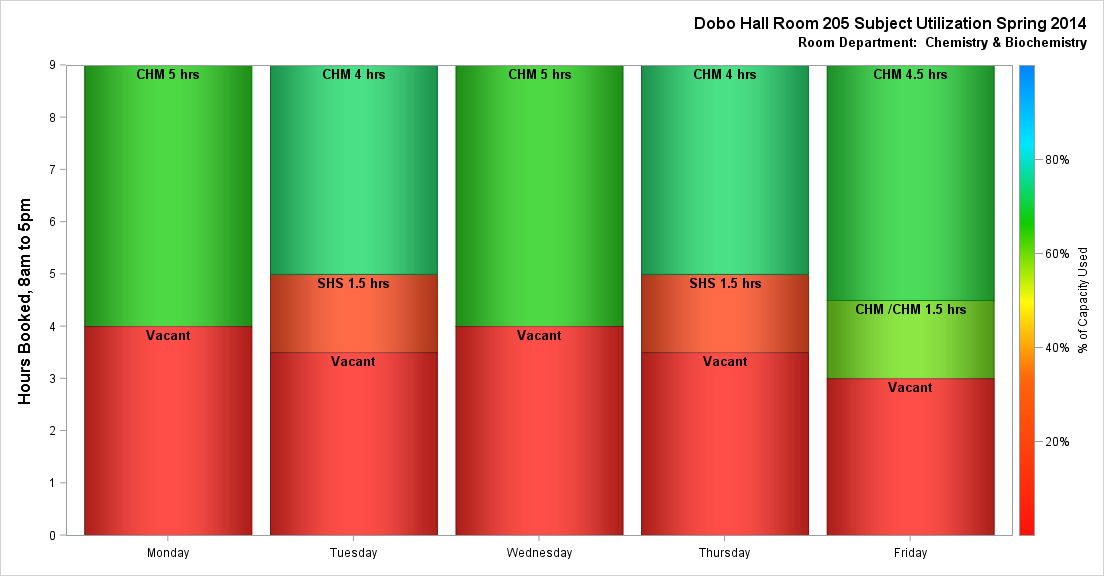 Dobo Hall Room 205 Subject Utilization Spring 2014
Room Department:  Chemistry & Biochemistry
Hours Booked, 8am to 5pm
9
8
7
6
5
4
3
2
1
0
CHM 5 hrs
Vacant
CHM 4 hrs
SHS 1.5 hrs
Vacant
CHM 5 hrs
Vacant
CHM 4 hrs
SHS 1.5 hrs
Vacant
CHM 4.5 hrs
CHM /CHM 1.5 hrs
Vacant
Monday
Tuesday
Wednesday
Thursday
Friday
80%
60%
40%
20%
% of Capacity Used